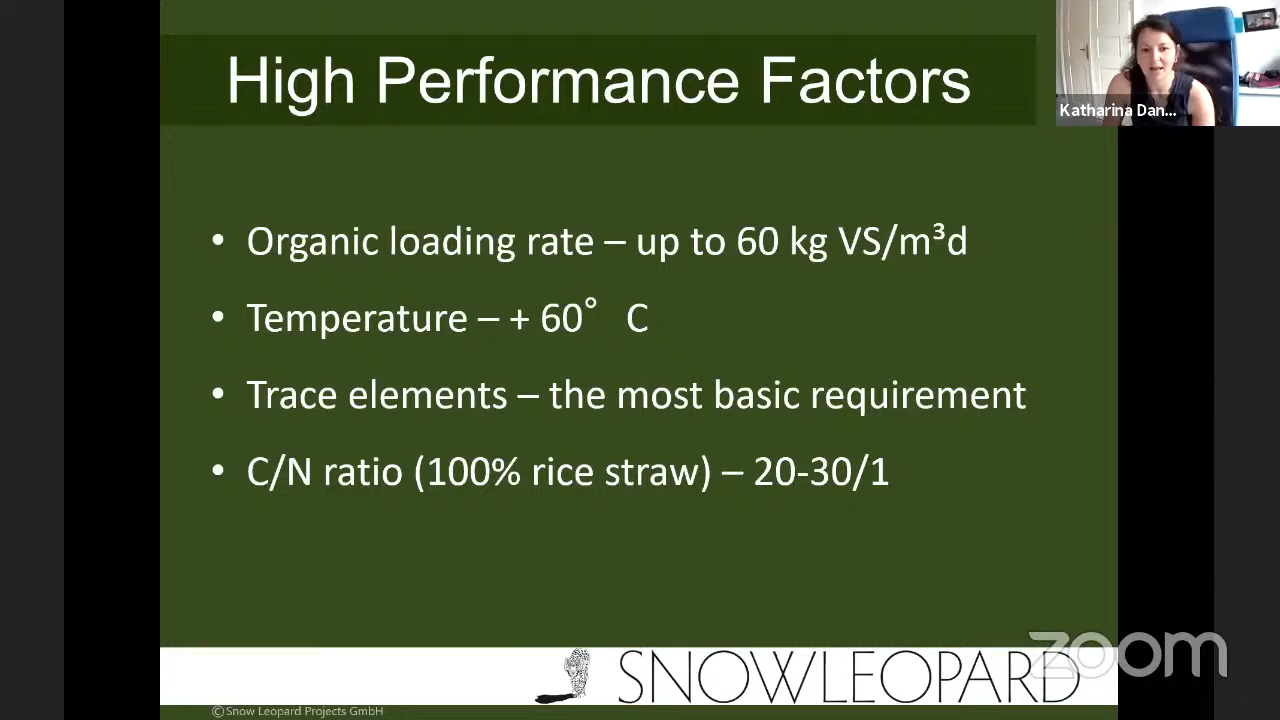 High Performance Factors
Katharina Dan...
• Organic loading rate – up to 60 kg VS/m³d
• Temperature – + 60° C
• Trace elements – the most basic requirement
• C/N ratio (100% rice straw) – 20-30/1
SNOWLEOPARD
zoom
©Snow Leopard Projects GmbH